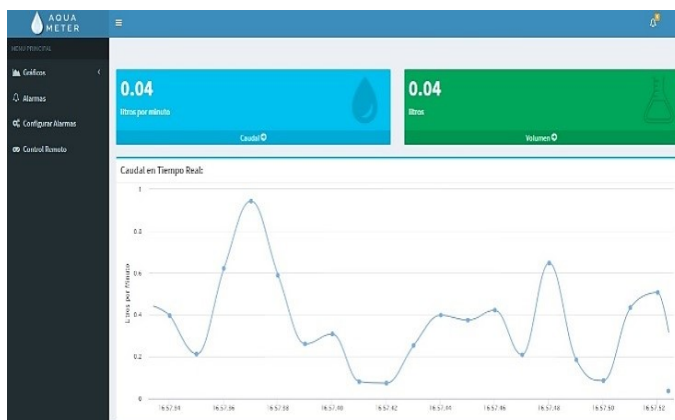 AQUA
METER
MENU PRINCIPAL
Gráficos
Alarmas
Configurar Alarmas
Control Remoto
0.04
litros por minuto
Caudal
0.04
litros
Volumen
Caudal en Tiempo Real:
Litros por Minuto
1
0.8
0.6
0.4
0.2
0
16:57:34
16:57:36
16:57:38
16:57:40
16:57:42
16:57:44
16:57:46
16:57:48
16:57:50
16:57:52